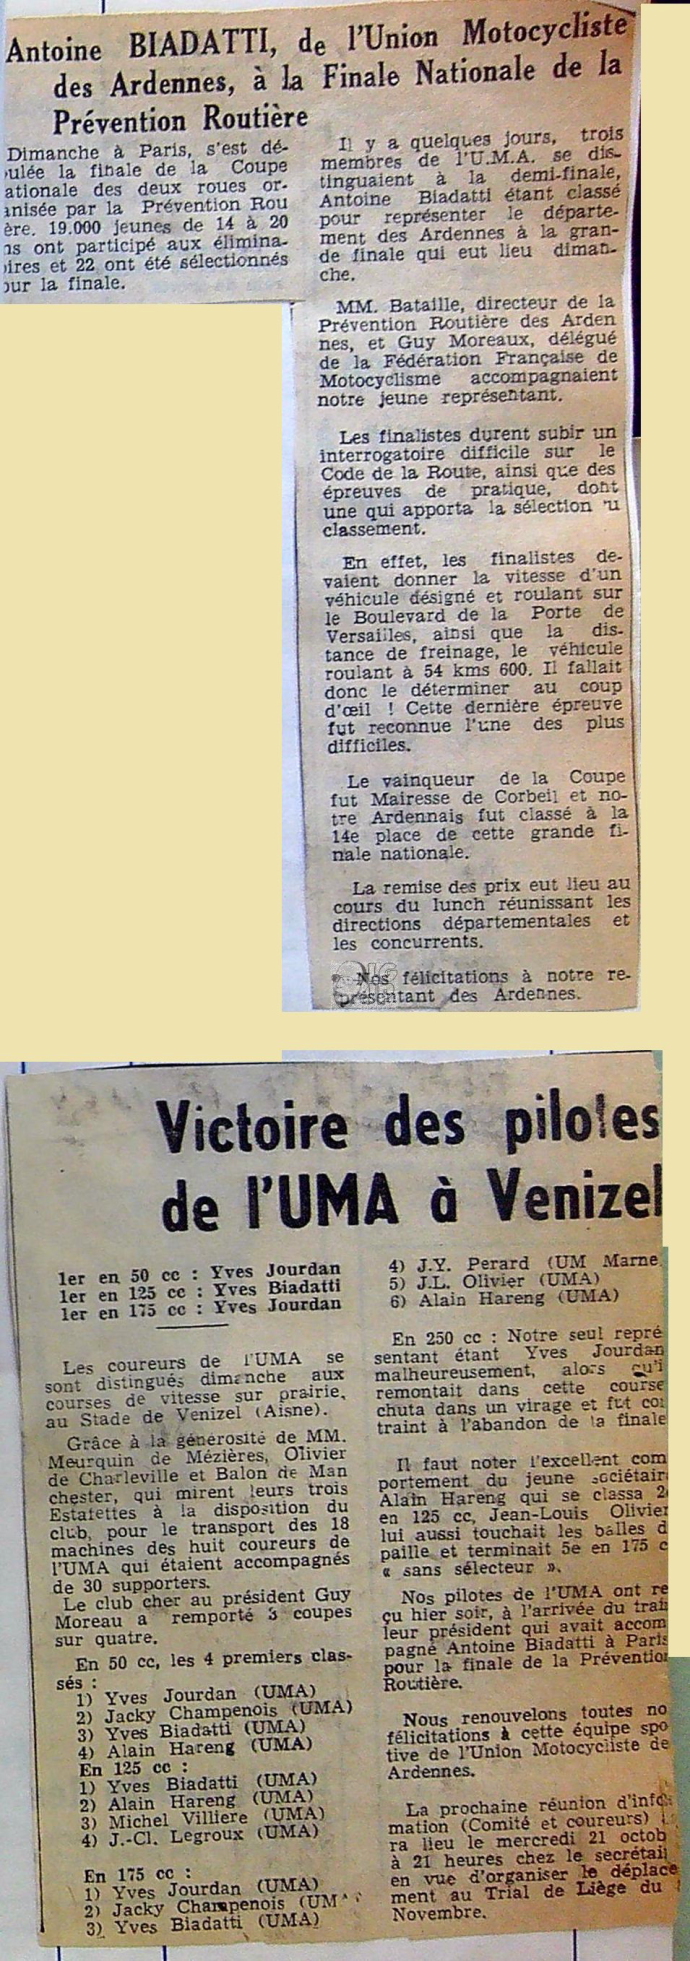 Antoine BIADATTI, de l'Union Motocycliste
des Ardennes, à la Finale Nationale de la
Prévention Routière
Dimanche à Paris, s'est dé-
oulée la finale de la Coupe
ationale des deux roues or-
anisée par la Prévention Rou
ère. 19.000 jeunes de 14 à 20
ns ont participé aux élimina-
oires et 22 ont été sélectionnés
our la finale.
Il y a quelques jours, trois
membres de l'U.M.A. se dis-
tinguaient à la demi-finale,
Antoine Biadatti étant classé
pour représenter le départe-
ment des Ardennes à la gran-
de finale qui eut lieu diman-
che.
MM. Bataille, directeur de la
Prévention Routière des Arden
nes, et Guy Moreaux, délégué
de la Fédération Française de
Motocyclisme accompagnaient
notre jeune représentant.
Les finalistes durent subir un
interrogatoire difficile sur le
Code de la Route, ainsi que des
épreuves de pratique, dont
une qui apporta la sélection 'u
classement.
En effet, les finalistes de-
vaient donner la vitesse d'un
véhicule désigné et roulant sur
le Boulevard de la Porte de
Versailles, ainsi que la dis-
tance de freinage, le véhicule
roulant à 54 kms 600. Il fallait
donc le déterminer au coup
d'œil ! Cette dernière épreuve
fut reconnue l'une des plus
difficiles.
Le vainqueur de la Coupe
fut Mairesse de Corbeil et no-
tre Ardennais fut classé à la
14e place de cette grande fi-
nale nationale.
La remise des prix eut lieu au
cours du lunch réunissant les
directions départementales et
les concurrents.
Nos félicitations à notre re-
présentant des Ardennes.
Victoire des pilotes
de l'UMA à Venizel
1er en 50 cc : Yves Jourdan
1er en 125 cc : Yves Biadatti
1er en 175 cc : Yves Jourdan
Les coureurs de l'UMA se
sont distingués dimanche aux
courses de vitesse sur prairie,
au Stade de Venizel (Aisne).
Grâce à la générosité de MM.
Meurquin de Mézières, Olivier
de Charleville et Balon de Man
chester, qui mirent leurs trois
Estafettes à la disposition du
club, pour le transport des 18
machines des huit coureurs de
l'UMA qui étaient accompagnés
de 30 supporters.
Le club cher au président Guy
Moreau a remporté 3 coupes
sur quatre.
En 50 cc, les 4 premiers clas-
sés :
1) Yves Jourdan (UMA)
2) Jacky Champenois (UMA)
3) Yves Biadatti (UMA)
4) Alain Hareng (UMA)
En 125 cc :
1) Yves Biadatti (UMA)
2) Alain Hareng (UMA)
3) Michel Villiere (UMA)
4) J.-Cl. Legroux (UMA)
En 175 cc :
1) Yves Jourdan (UMA)
2) Jacky Champenois (UM
3) Yves Biadatti (UMA)
4) J.Y. Perard (UM Marne
5) J.L. Olivier (UMA)
6) Alain Hareng (UMA)
En 250 cc : Notre seul repré
sentant étant Yves Jourdan
malheureusement, alors qu'i
remontait dans cette course
chuta dans un virage et fut con
traint à l'abandon de la finale
Il faut noter l'excellent com
portement du jeune sociétair
Alain Hareng qui se classa 2
en 125 cc, Jean-Louis Olivier
lui aussi touchait les balles d
paille et terminait 5e en 175 c
« sans sélecteur ».
Nos pilotes de l'UMA ont re
çu hier soir, à l'arrivée du trai
leur président qui avait accom
pagné Antoine Biadatti à Paris
pour la finale de la Prévention
Routière.
Nous renouvelons toutes no
félicitations à cette équipe spo
tive de l'Union Motocycliste de
Ardennes.
La prochaine réunion d'info
mation (Comité et coureurs)
ra lieu le mercredi 21 octob
à 21 heures chez le secrétai
en vue d'organiser le déplace
ment au Trial de Liège du
Novembre.